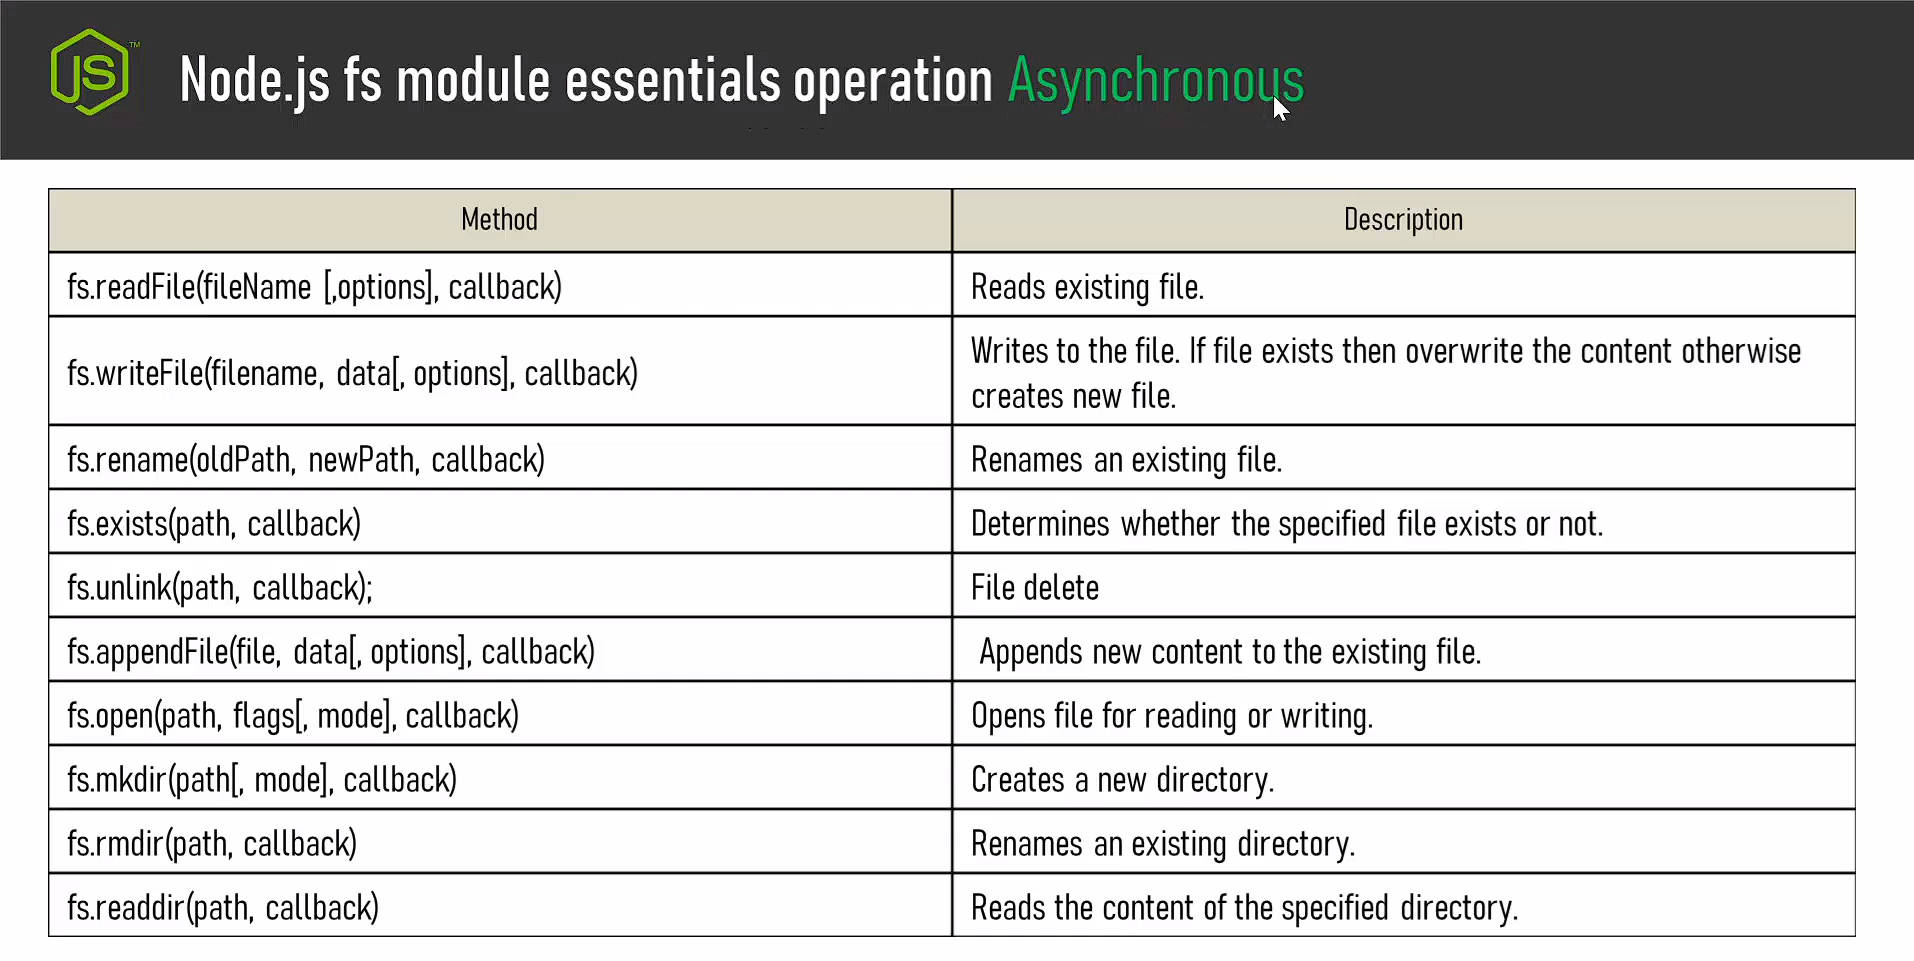 JS
TM
Node.js fs module essentials operation Asynchronous
Method
Description
fs.readFile(fileName [,options], callback)
Reads existing file.
fs.writeFile(filename, data[, options], callback)
Writes to the file. If file exists then overwrite the content otherwise
creates new file.
fs.rename(oldPath, newPath, callback)
Renames an existing file.
fs.exists(path, callback)
Determines whether the specified file exists or not.
fs.unlink(path, callback);
File delete
fs.appendFile(file, data[, options], callback)
Appends new content to the existing file.
fs.open(path, flags[, mode], callback)
Opens file for reading or writing.
fs.mkdir(path[, mode], callback)
Creates a new directory.
fs.rmdir(path, callback)
Renames an existing directory.
fs.readdir(path, callback)
Reads the content of the specified directory.